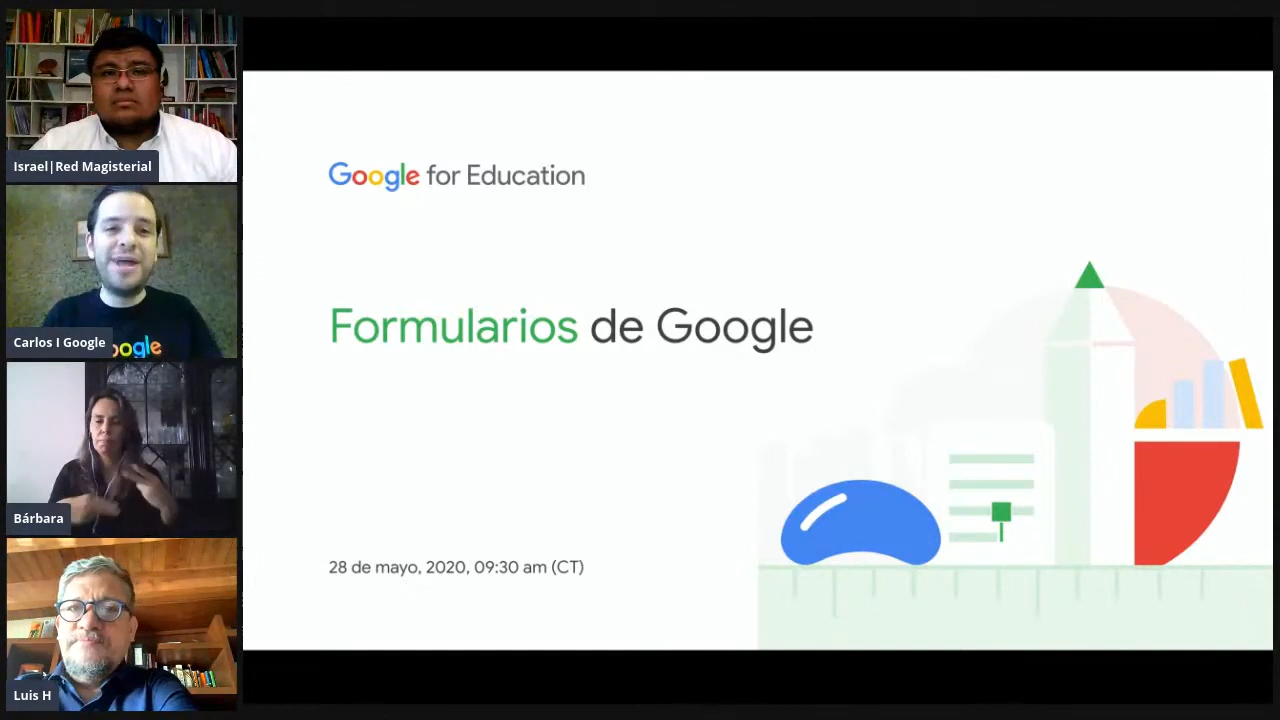 Israel|Red Magisterial
Carlos I Google
oogle
Bárbara
Luis H
Google for Education
Formularios de Google
28 de mayo, 2020, 09:30 am (CT)